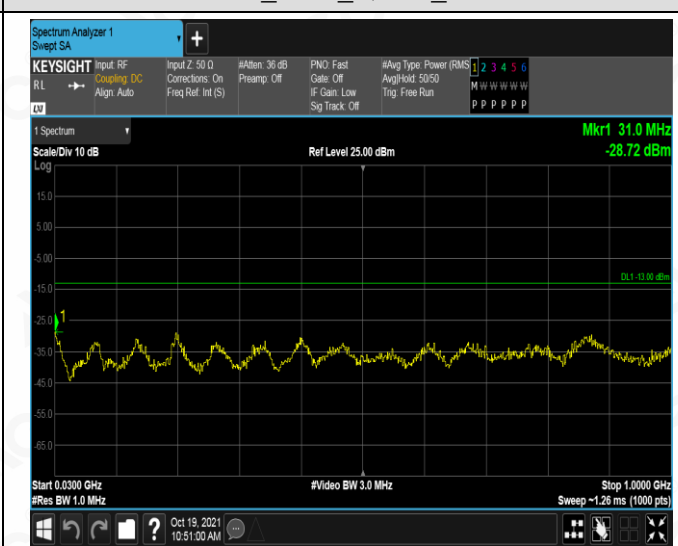 Spectrum Analyzer 1
Swept SA
+
KEYSIGHT
RL
LXI
Input: RF
Coupling: DC
Align: Auto
Input Z: 50 Ω
Corrections: On
Freq Ref: Int (S)
#Atten: 36 dB
Preamp: Off
PNO: Fast
Gate: Off
IF Gain: Low
Sig Track: Off
#Avg Type: Power (RMS
Avg|Hold: 50/50
Trig: Free Run
1 2 3 4 5 6
M W W W W W
P P P P P P
1 Spectrum
Mkr1 31.0 MHz
Scale/Div 10 dB
Ref Level 25.00 dBm
-28.72 dBm
Log
15.0
5.00
-5.00
DL1 -13.00 dBm
-15.0
-25.0
1
-35.0
-45.0
-55.0
-65.0
Start 0.0300 GHz
#Video BW 3.0 MHz
Stop 1.0000 GHz
#Res BW 1.0 MHz
Sweep ~1.26 ms (1000 pts)
?
Oct 19, 2021
10:51:00 AM